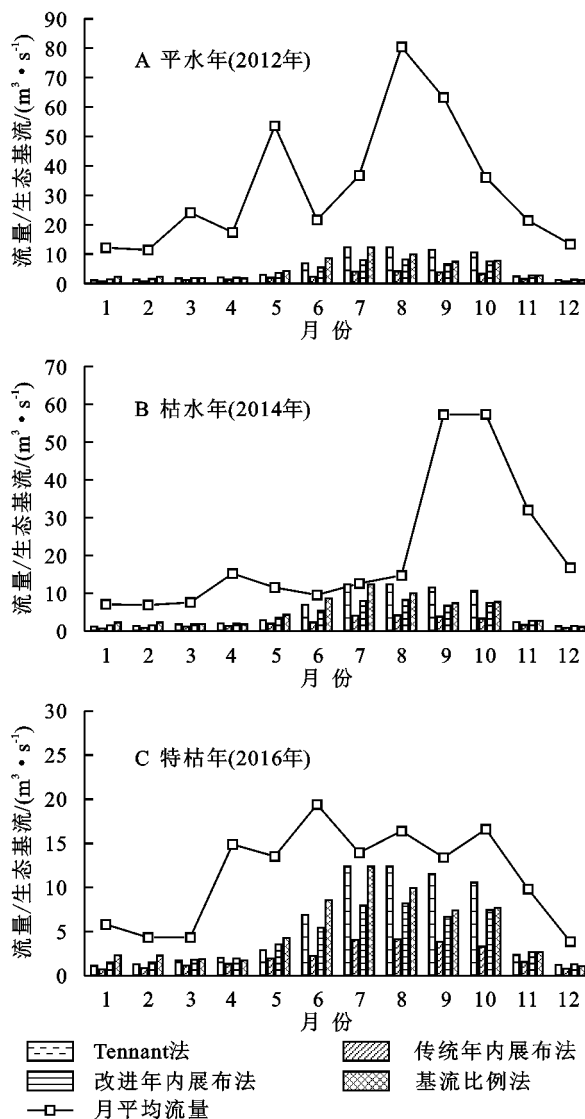 90
80
70
60
50
40
30
20
10
0
流量/生态基流/(m³·s⁻¹)
A 平水年(2012年)
1 2 3 4 5 6 7 8 9 10 11 12
月 份
70
60
50
40
30
20
10
0
流量/生态基流/(m³·s⁻¹)
B 枯水年(2014年)
1 2 3 4 5 6 7 8 9 10 11 12
月 份
30
25
20
15
10
5
0
流量/生态基流/(m³·s⁻¹)
C 特枯年(2016年)
1 2 3 4 5 6 7 8 9 10 11 12
月 份
Tennant法
传统年内展布法
改进年内展布法
基流比例法
月平均流量